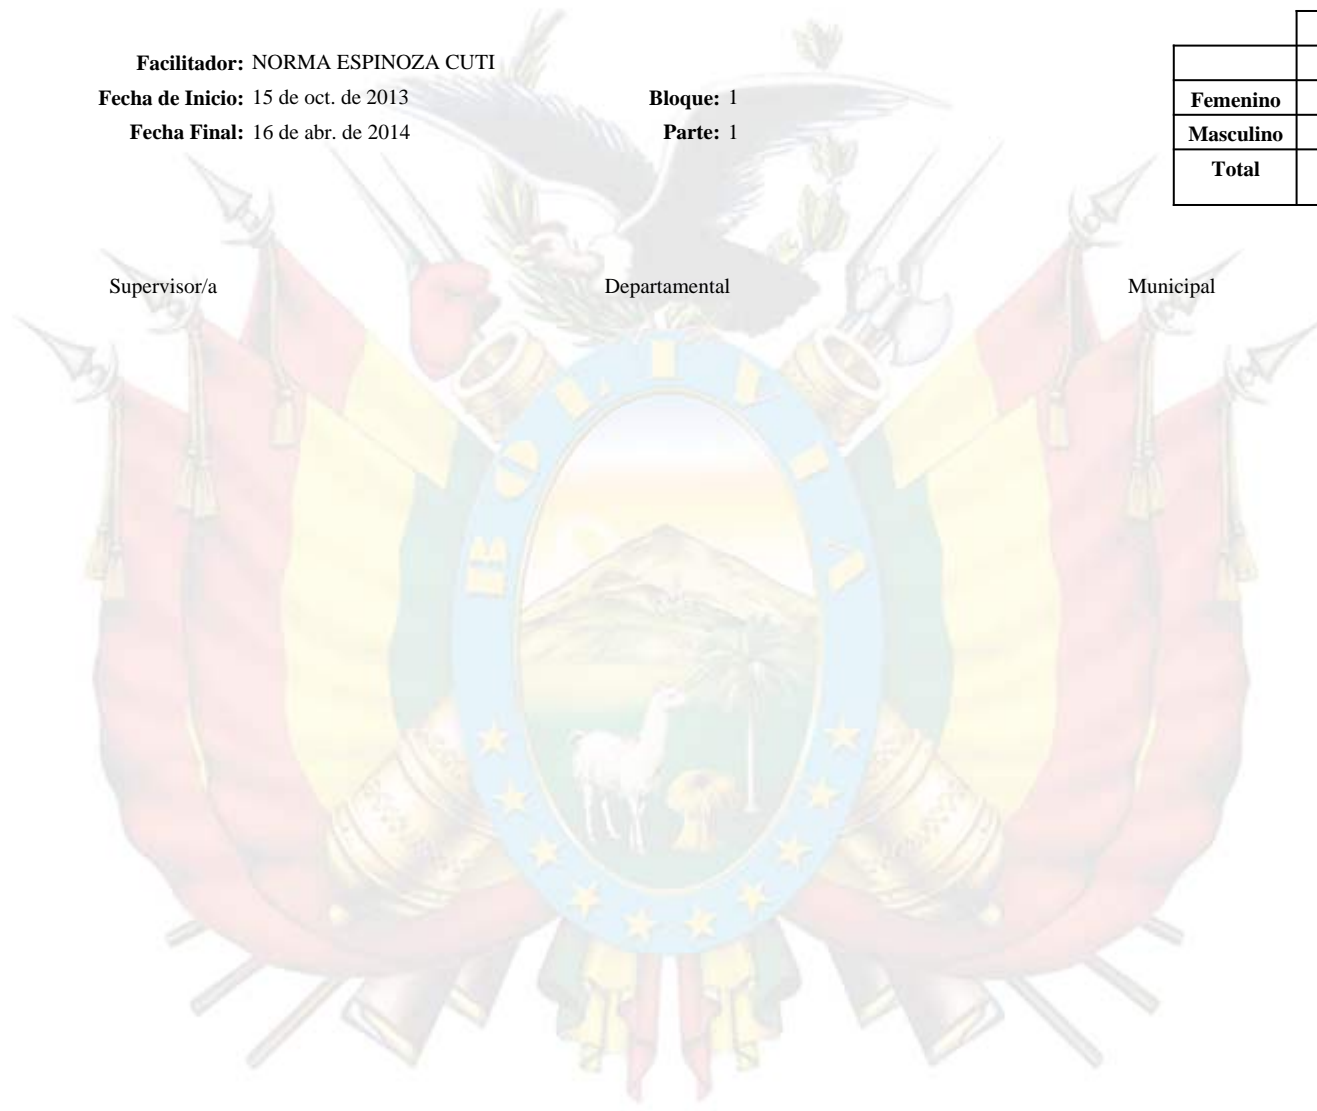 Facilitador: NORMA ESPINOZA CUTI
Fecha de Inicio: 15 de oct. de 2013 Bloque: 1
Fecha Final: 16 de abr. de 2014 Parte: 1
Femenino
Masculino
Total
Supervisor/a Departamental Municipal
BOLIVIA